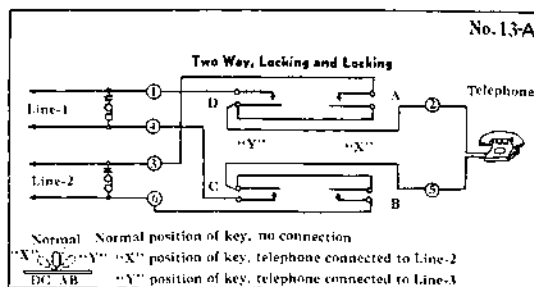 No. 13-A
Two Way, Locking and Locking
1
D
A
2
Telephone
Line-1
4
"Y" "X"
3
Line-2
C
B
5
6
Normal Normal position of key, no connection
"X" "Y" "X" position of key, telephone connected to Line-2
DC AB "Y" position of key, telephone connected to Line-3